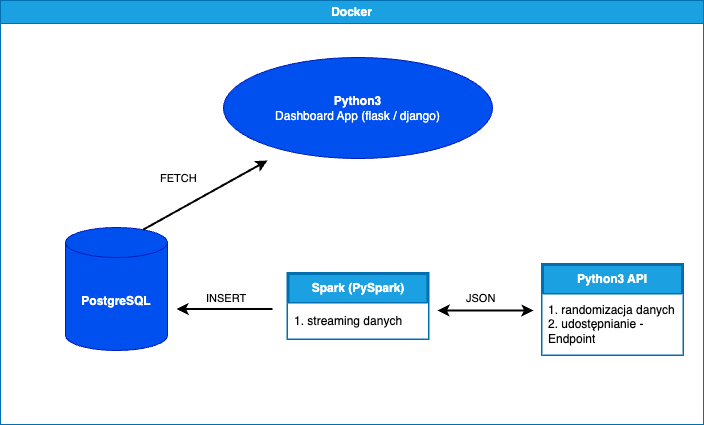 Docker
Python3
Dashboard App (flask / django)
FETCH
PostgreSQL
INSERT
Spark (PySpark)
1. streaming danych
JSON
Python3 API
1. randomizacja danych
2. udostępnianie -
Endpoint